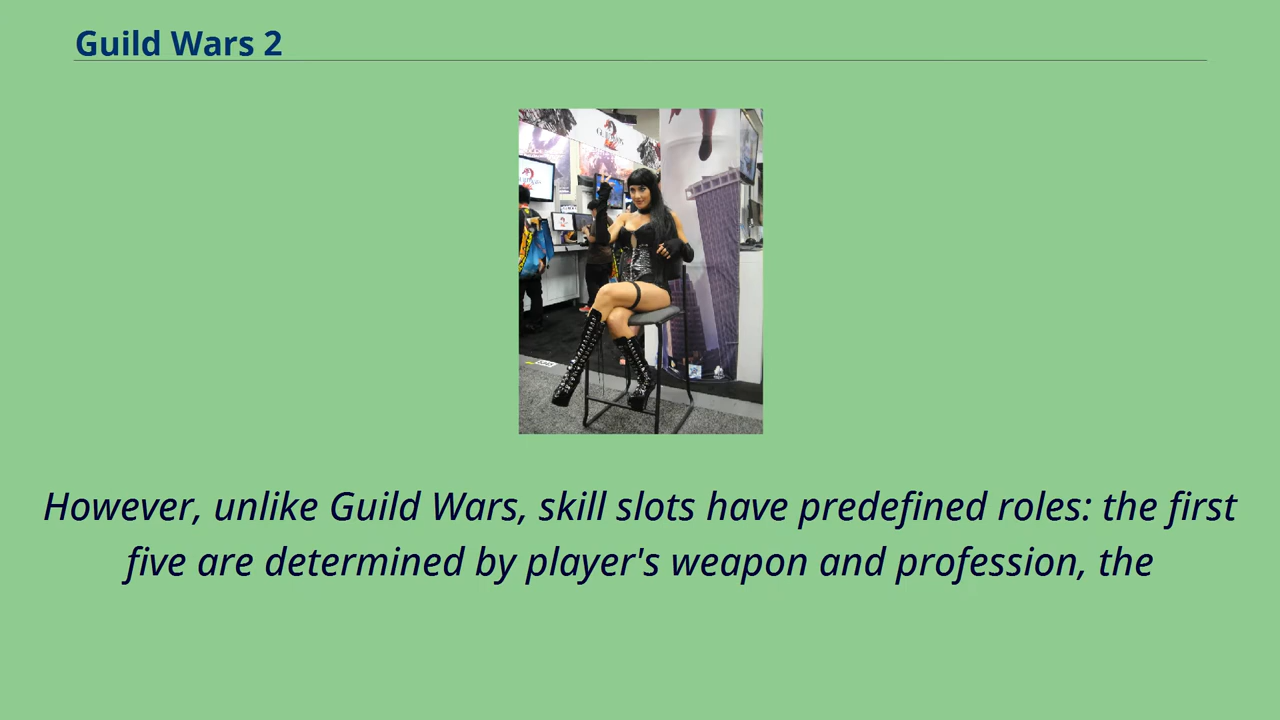 Guild Wars 2
However, unlike Guild Wars, skill slots have predefined roles: the first
five are determined by player's weapon and profession, the